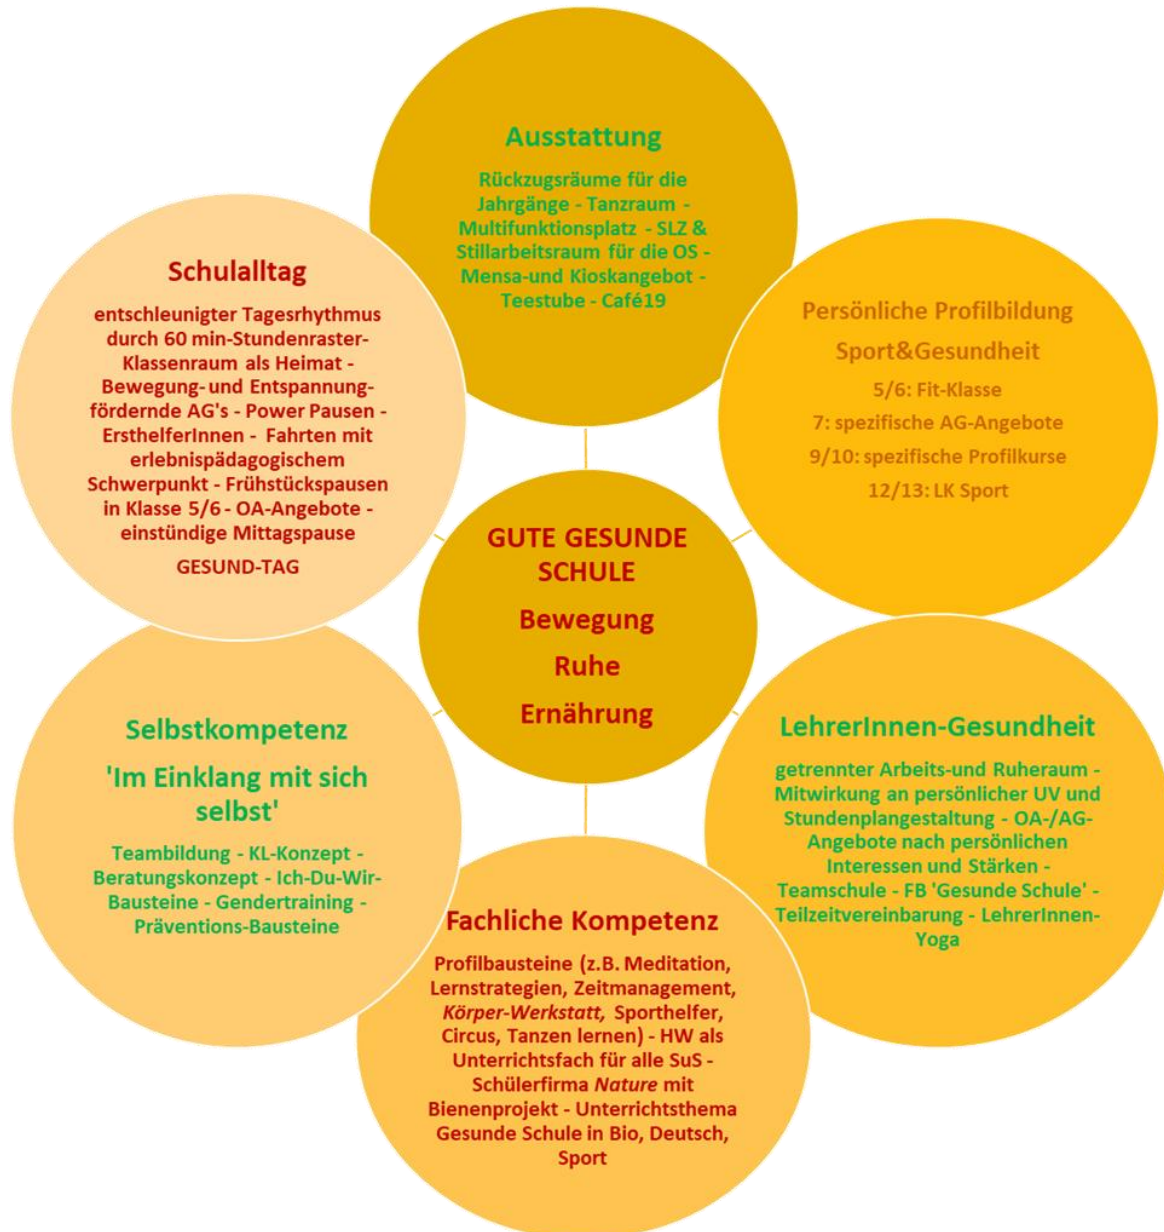 Ausstattung
Rückzugsräume für die
Jahrgänge - Tanzraum -
Multifunktionsplatz - SLZ &
Stillarbeitsraum für die OS -
Mensa-und Kioskangebot -
Teestube - Café19
Persönliche Profilbildung
Sport&Gesundheit
5/6: Fit-Klasse
7: spezifische AG-Angebote
9/10: spezifische Profilkurse
12/13: LK Sport
LehrerInnen-Gesundheit
getrennter Arbeits-und Ruheraum -
Mitwirkung an persönlicher UV und
Stundenplangestaltung - OA-/AG-
Angebote nach persönlichen
Interessen und Stärken -
Teamschule - FB 'Gesunde Schule' -
Teilzeitvereinbarung - LehrerInnen-
Yoga
Fachliche Kompetenz
Profilbausteine (z.B. Meditation,
Lernstrategien, Zeitmanagement,
Körper-Werkstatt, Sporthelfer,
Circus, Tanzen lernen) - HW als
Unterrichtsfach für alle SuS -
Schülerfirma Nature mit
Bienenprojekt - Unterrichtsthema
Gesunde Schule in Bio, Deutsch,
Sport
Selbstkompetenz
'Im Einklang mit sich
selbst'
Teambildung - KL-Konzept -
Beratungskonzept - Ich-Du-Wir-
Bausteine - Gendertraining -
Präventions-Bausteine
Schulalltag
entschleunigter Tagesrhythmus
durch 60 min-Stundenraster-
Klassenraum als Heimat -
Bewegung- und Entspannung-
fördernde AG's - Power Pausen -
ErsthelferInnen - Fahrten mit
erlebnispädagogischem
Schwerpunkt - Frühstückspausen
in Klasse 5/6 - OA-Angebote -
einstündige Mittagspause
GESUND-TAG
GUTE GESUNDE
SCHULE
Bewegung
Ruhe
Ernährung